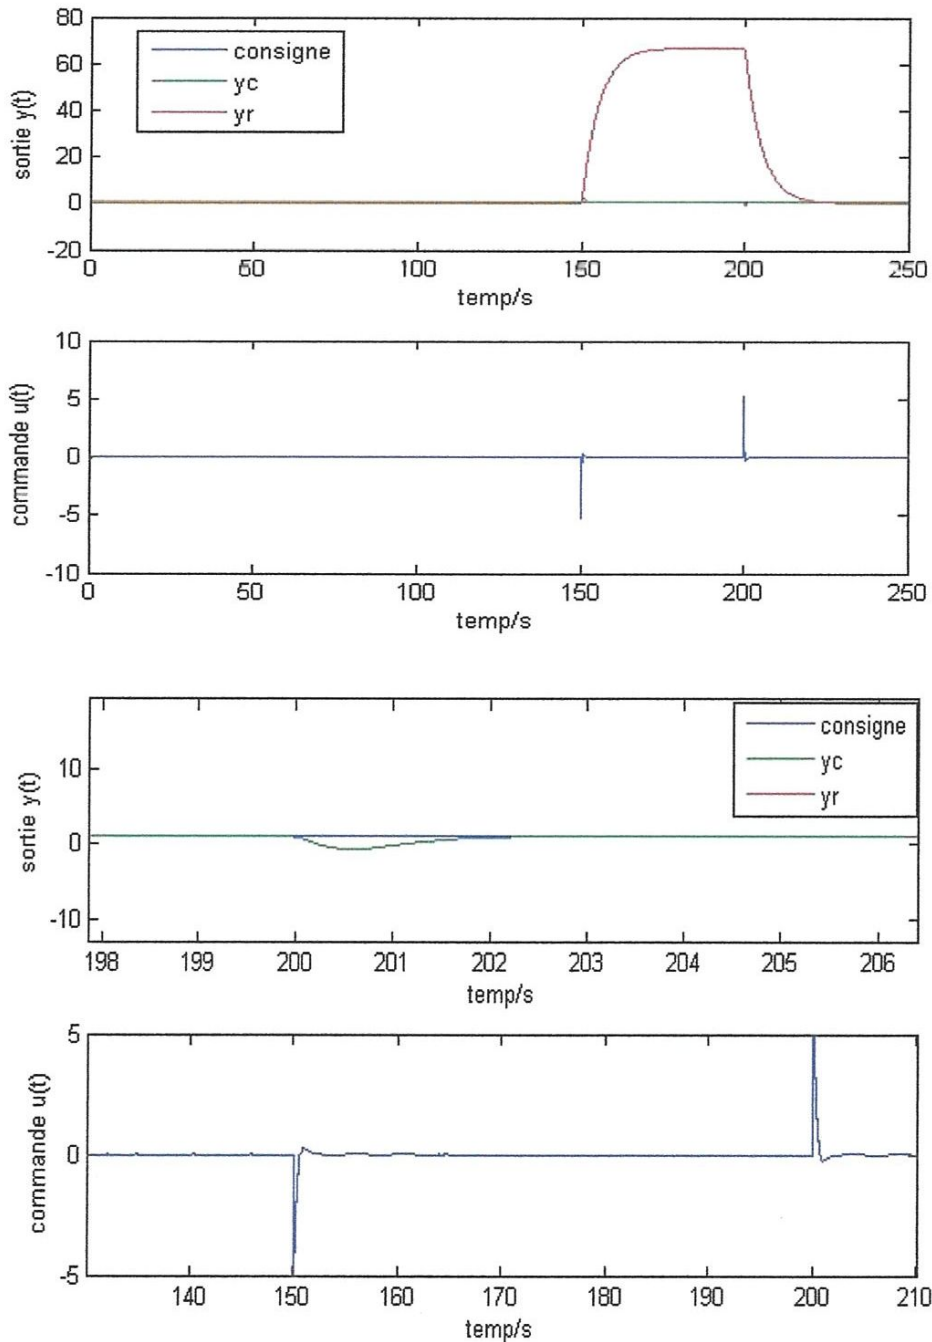 80
60
40
20
0
-20
sortie y(t)
consigne
yc
yr
0 50 100 150 200 250
temp/s
10
5
0
-5
-10
commande u(t)
0 50 100 150 200 250
temp/s
10
0
-10
sortie y(t)
consigne
yc
yr
198 199 200 201 202 203 204 205 206
temp/s
5
0
-5
commande u(t)
140 150 160 170 180 190 200 210
temp/s